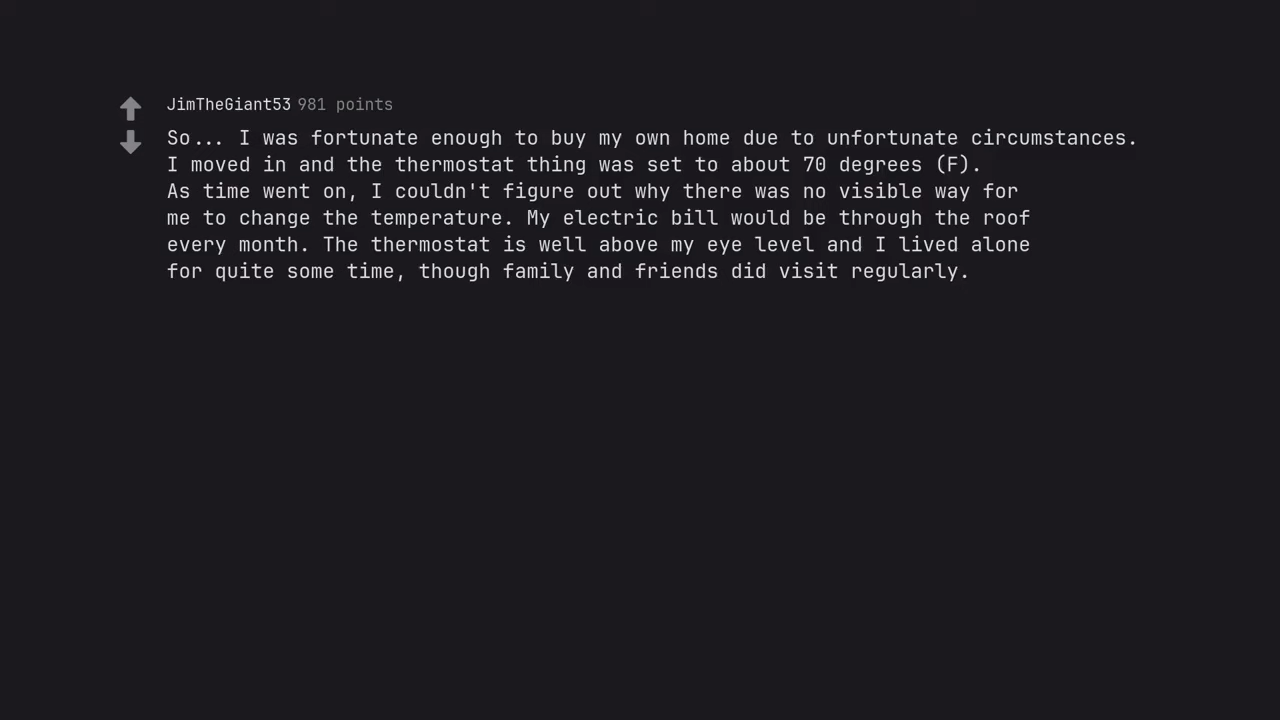 JimTheGiant53 981 points
So... I was fortunate enough to buy my own home due to unfortunate circumstances.
I moved in and the thermostat thing was set to about 70 degrees (F).
As time went on, I couldn't figure out why there was no visible way for
me to change the temperature. My electric bill would be through the roof
every month. The thermostat is well above my eye level and I lived alone
for quite some time, though family and friends did visit regularly.